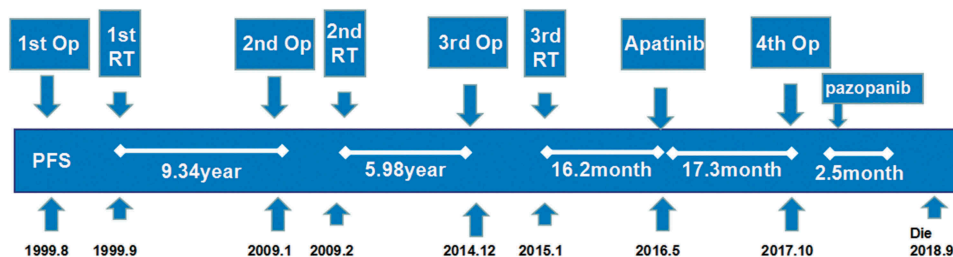 1st Op
1st
RT
2nd Op
2nd
RT
3rd Op
3rd
RT
Apatinib
4th Op
pazopanib
PFS
9.34year
5.98year
16.2month
17.3month
2.5month
1999.8
1999.9
2009.1
2009.2
2014.12
2015.1
2016.5
2017.10
Die
2018.9